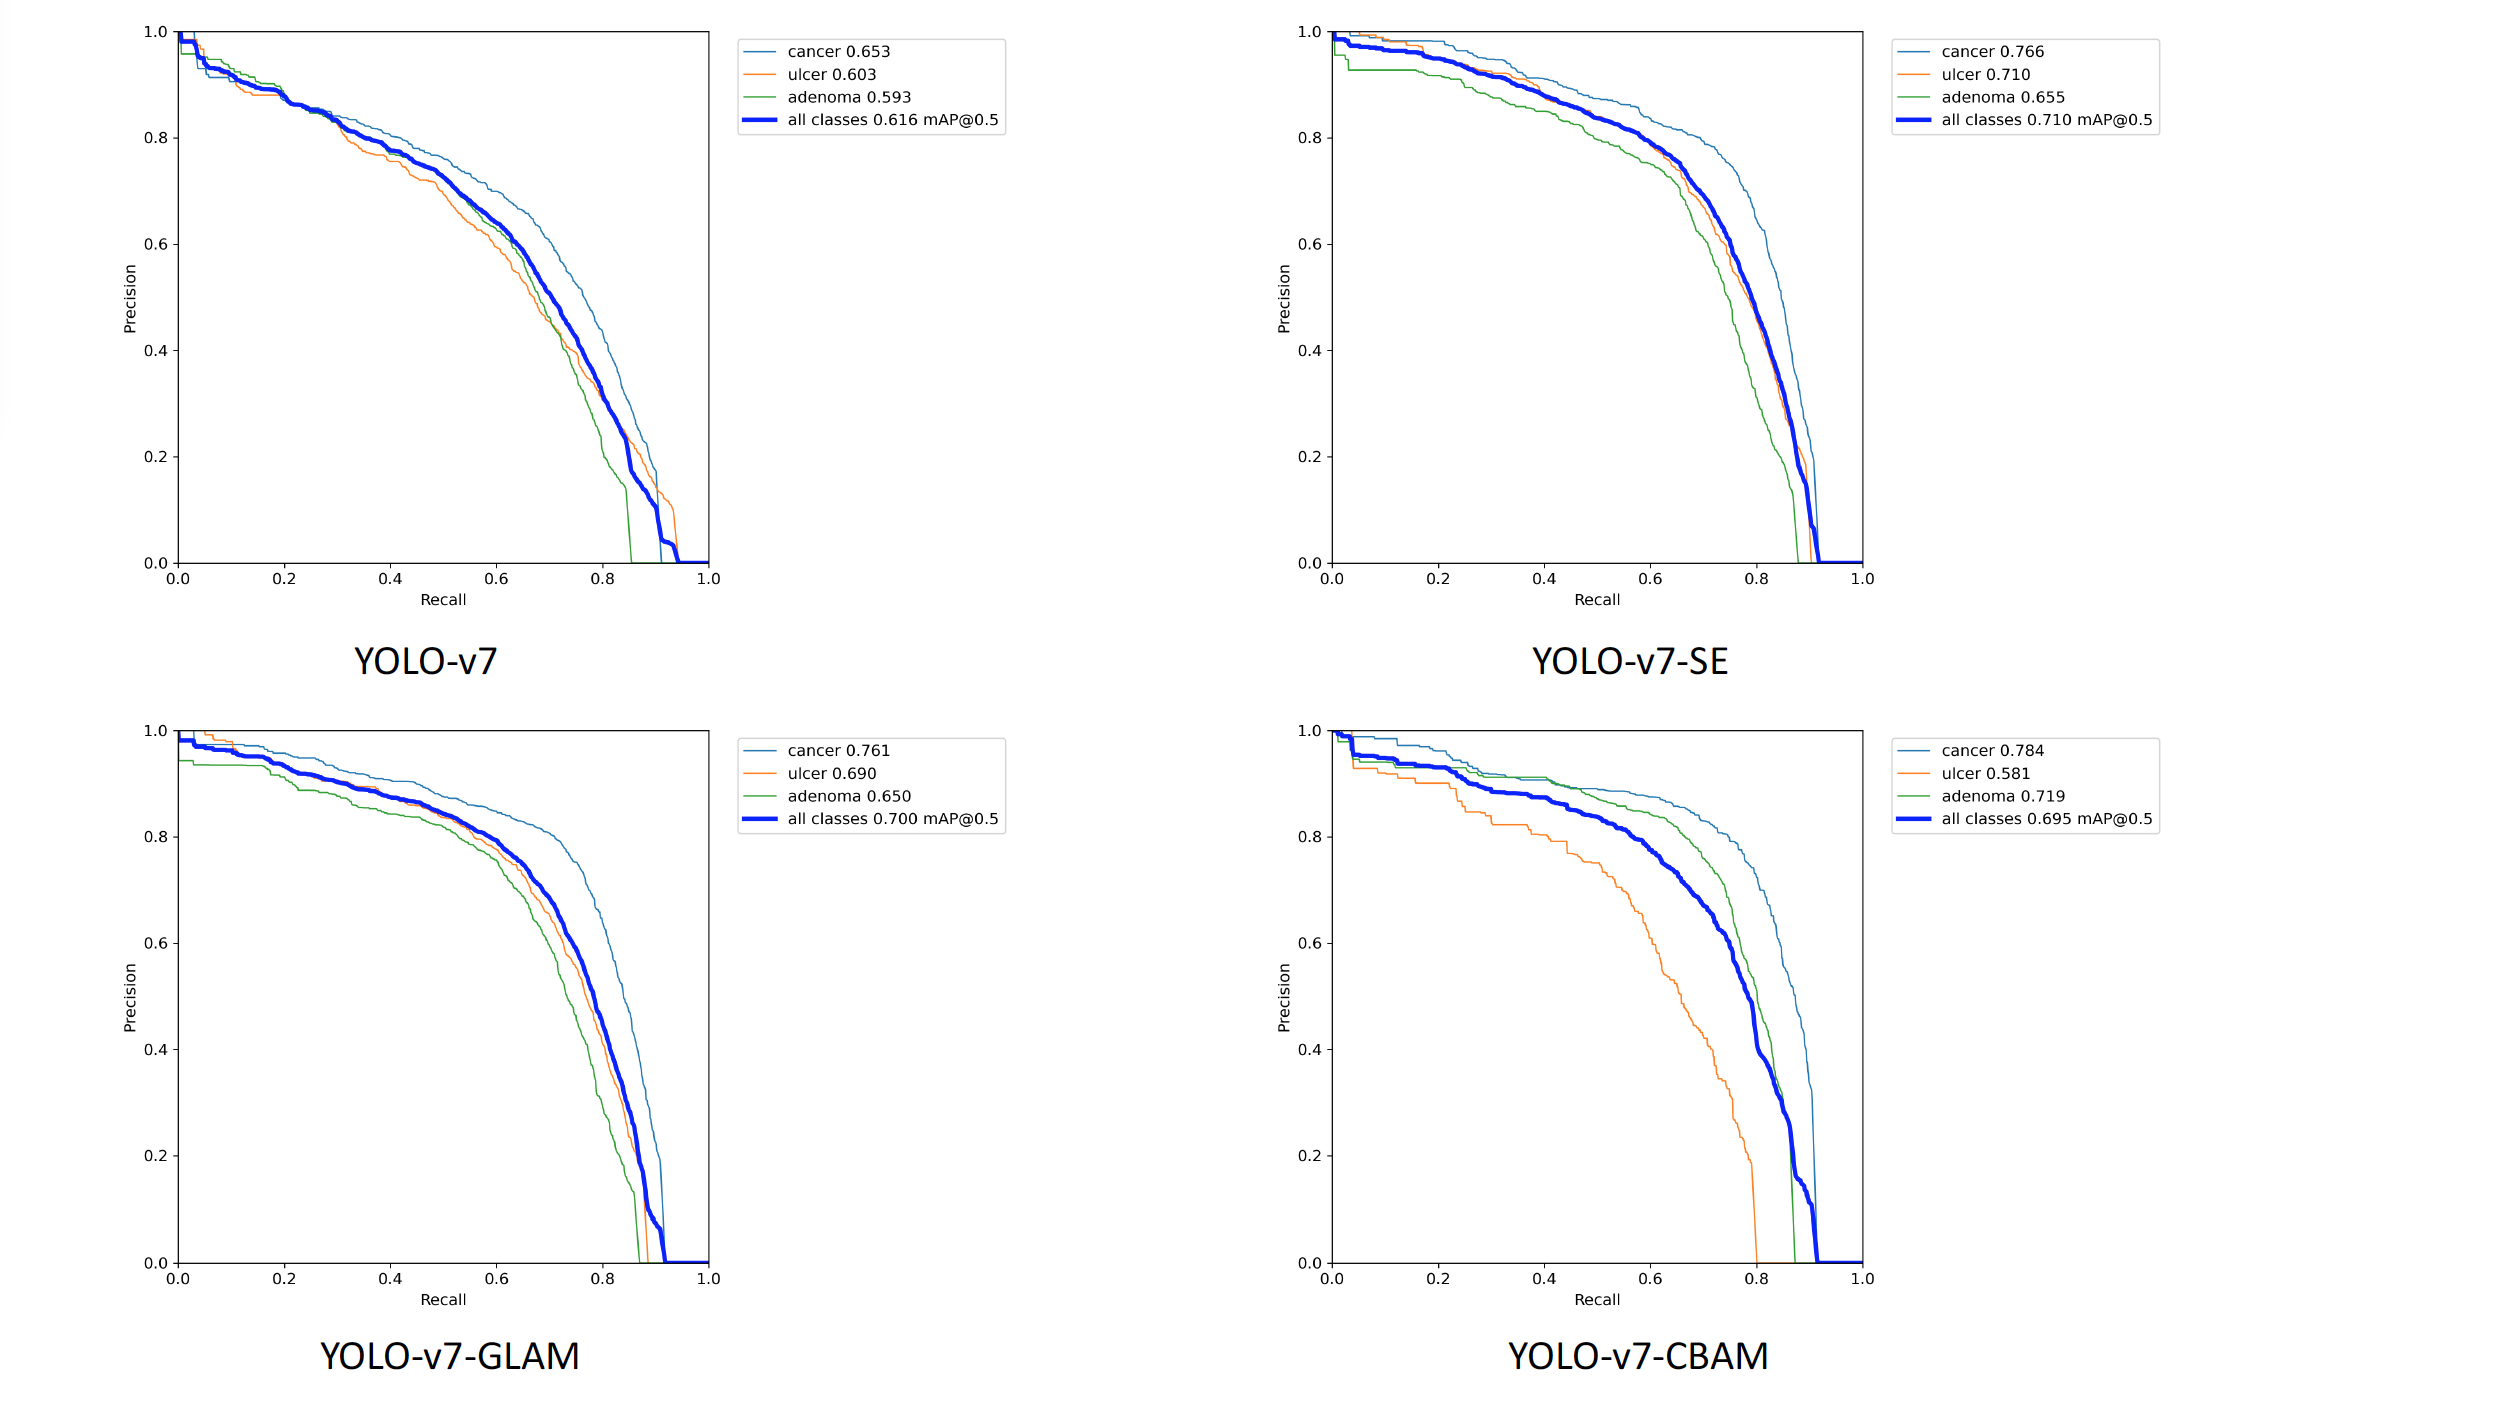 1.0
0.8
0.6
0.4
0.2
0.0
Precision
0.0 0.2 0.4 0.6 0.8 1.0
Recall
cancer 0.653
ulcer 0.603
adenoma 0.593
all classes 0.616 mAP@0.5
YOLO-v7
1.0
0.8
0.6
0.4
0.2
0.0
Precision
0.0 0.2 0.4 0.6 0.8 1.0
Recall
cancer 0.766
ulcer 0.710
adenoma 0.655
all classes 0.710 mAP@0.5
YOLO-v7-SE
1.0
0.8
0.6
0.4
0.2
0.0
Precision
0.0 0.2 0.4 0.6 0.8 1.0
Recall
cancer 0.761
ulcer 0.690
adenoma 0.650
all classes 0.700 mAP@0.5
YOLO-v7-GLAM
1.0
0.8
0.6
0.4
0.2
0.0
Precision
0.0 0.2 0.4 0.6 0.8 1.0
Recall
cancer 0.784
ulcer 0.581
adenoma 0.719
all classes 0.695 mAP@0.5
YOLO-v7-CBAM